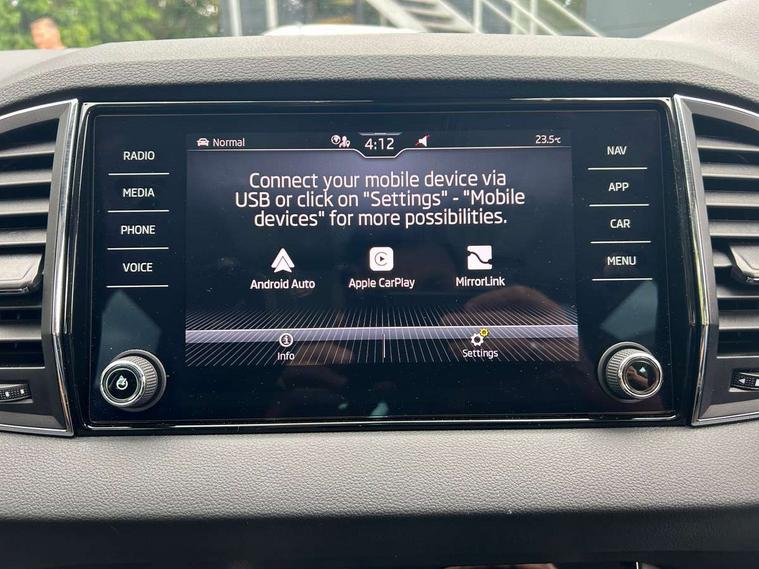 RADIO
MEDIA
PHONE
VOICE
Normal
4:12
23.5°C
Connect your mobile device via
USB or click on "Settings" - "Mobile
devices" for more possibilities.
Android Auto
Apple CarPlay
MirrorLink
Info
Settings
NAV
APP
CAR
MENU